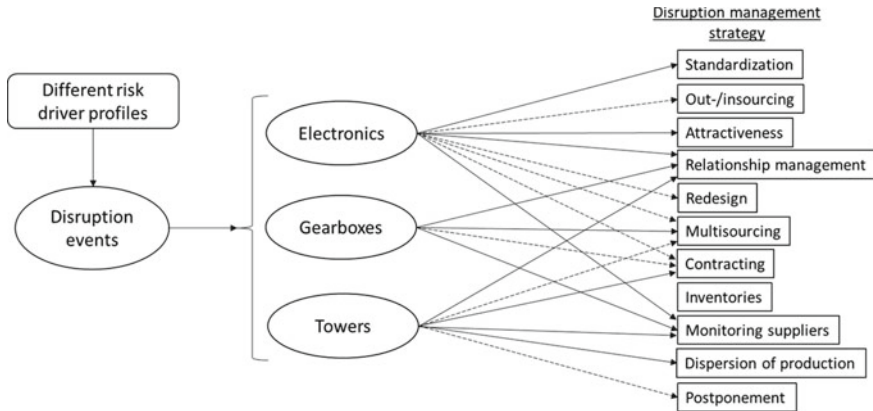 Disruption management
strategy
Different risk
driver profiles
Disruption
events
Electronics
Gearboxes
Towers
Standardization
Out-/insourcing
Attractiveness
Relationship management
Redesign
Multisourcing
Contracting
Inventories
Monitoring suppliers
Dispersion of production
Postponement